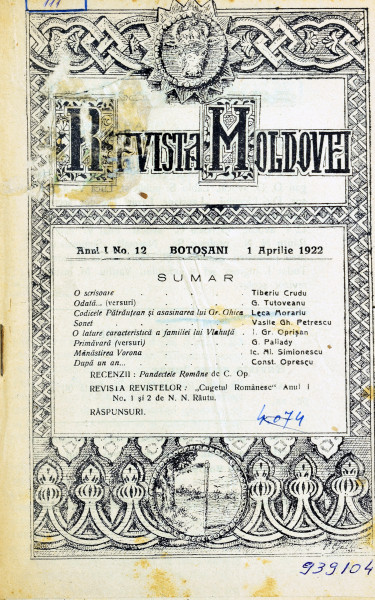 III
REVISTA MOLDOVEI
Anul I No. 12 BOTOȘANI 1 Aprilie 1922
SUMAR
O scrisoare . . . . . Tiberiu Crudu
Odată... (versuri) . . . . . G. Tutoveanu
Codicele Pătrăuțean și asasinarea lui Gr. Ghica Leca Morariu
Sonet . . . . . Vasile Gh. Petrescu
O latură caracteristică a familiei lui Vlahuță . I. Gr. Oprișan
Primăvară (versuri) . . . . . G. Pallady
Mănăstirea Vorona . . . . . Ic. Al. Simionescu
După un an... . . . . . Const. Oprescu
RECENZII : Pandectele Române de C. Op.
REVISTA REVISTELOR : „Cugetul Românesc" Anul I
No. 1 și 2 de N. N. Răutu.
RĂSPUNSURI.
4074
939104